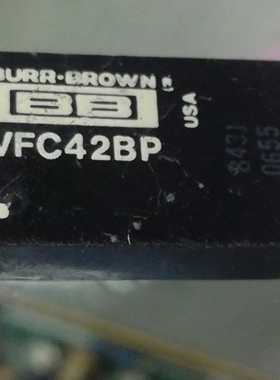 BURR-BROWN
BB
USA
VFC42BP
8431
0655